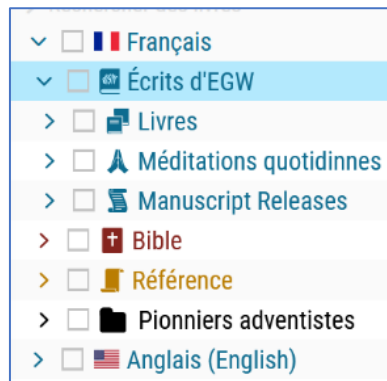 Français
Écrits d'EGW
Livres
Méditations quotidinnes
Manuscript Releases
Bible
Référence
Pionniers adventistes
Anglais (English)